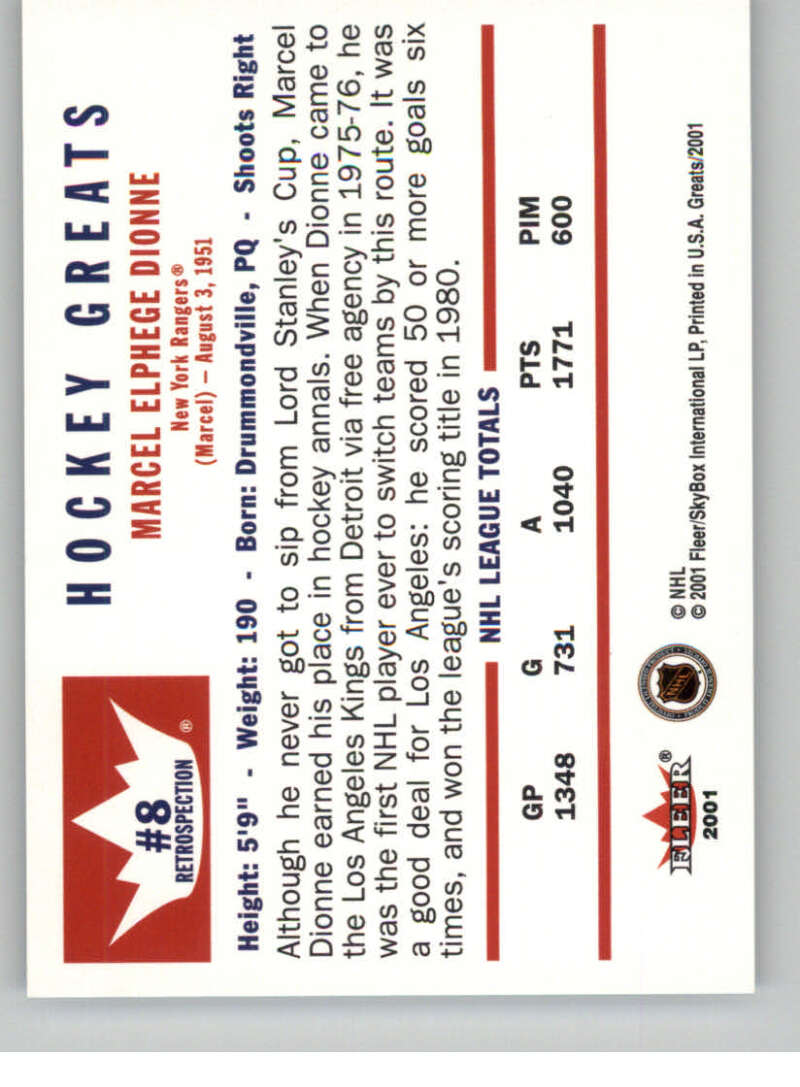 #8
RETROSPECTION ®
HOCKEY GREATS
MARCEL ELPHEGE DIONNE
New York Rangers®
(Marcel) – August 3, 1951
Height: 5'9" - Weight: 190 - Born: Drummondville, PQ - Shoots Right
Although he never got to sip from Lord Stanley's Cup, Marcel
Dionne earned his place in hockey annals. When Dionne came to
the Los Angeles Kings from Detroit via free agency in 1975-76, he
was the first NHL player ever to switch teams by this route. It was
a good deal for Los Angeles: he scored 50 or more goals six
times, and won the league's scoring title in 1980.
NHL LEAGUE TOTALS
GP G A PTS PIM
1348 731 1040 1771 600
FLEER®
2001
NHL
© NHL
© 2001 Fleer/SkyBox International LP, Printed in U.S.A. Greats/2001